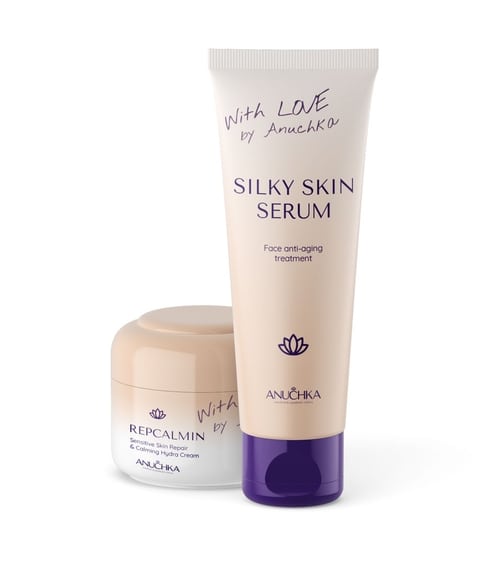 With LOVE
by Anuchka
SILKY SKIN
SERUM
Face anti-aging
treatment
ANUCHKA
With
by
REPCALMIN
Sensitive Skin Repair
& Calming Hydra Cream
ANUCHKA